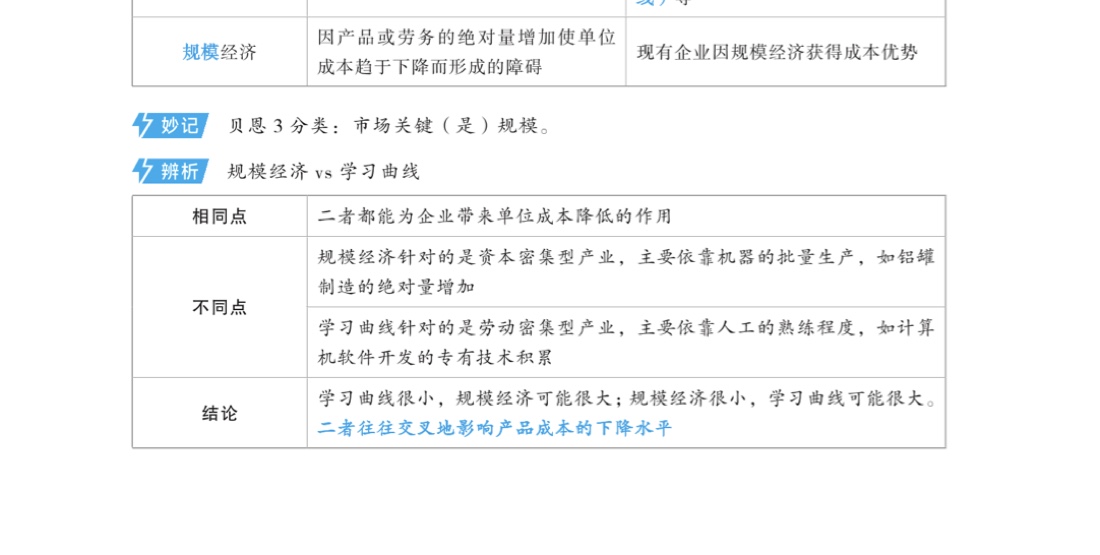 规模经济
因产品或劳务的绝对量增加使单位
成本趋于下降而形成的障碍
现有企业因规模经济获得成本优势
妙记 贝恩 3 分类：市场关键（是）规模。
辨析 规模经济 vs 学习曲线
相同点
二者都能为企业带来单位成本降低的作用
不同点
规模经济针对的是资本密集型产业，主要依靠机器的批量生产，如铝罐
制造的绝对量增加
学习曲线针对的是劳动密集型产业，主要依靠人工的熟练程度，如计算
机软件开发的专有技术积累
结论
学习曲线很小，规模经济可能很大；规模经济很小，学习曲线可能很大。
二者往往交叉地影响产品成本的下降水平